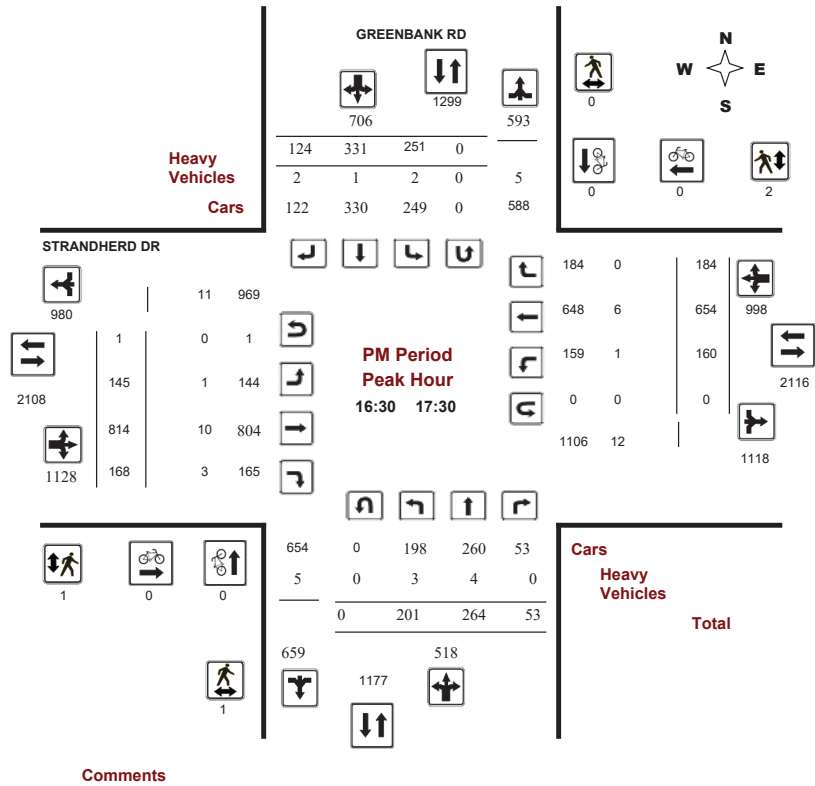 GREENBANK RD
N
W E
S
1299
0
706
593
124 331 251 0
Heavy
Vehicles
2 1 2 0 5
0 0 2
Cars
122 330 249 0 588
STRANDHERD DR
184 0 184
980
11 969
648 6 654
998
1 0 1
159 1 160
PM Period
Peak Hour
2108
145 1 144
2116
16:30 17:30
0 0 0
814 10 804
1106 12
1118
1128
168 3 165
654 0 198 260 53
Cars
5 0 3 4 0
Heavy
Vehicles
1 0 0
0 201 264 53
Total
659
518
1177
1
Comments